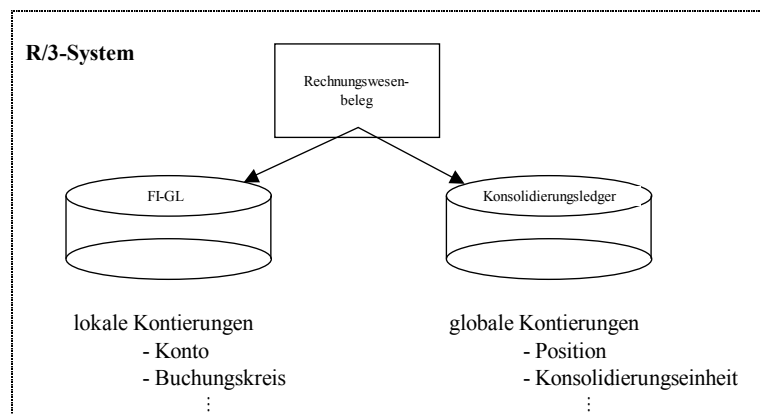 R/3-System
Rechnungswesen-
beleg
FI-GL
Konsolidierungsledger
lokale Kontierungen
- Konto
- Buchungskreis
⋮
globale Kontierungen
- Position
- Konsolidierungseinheit
⋮